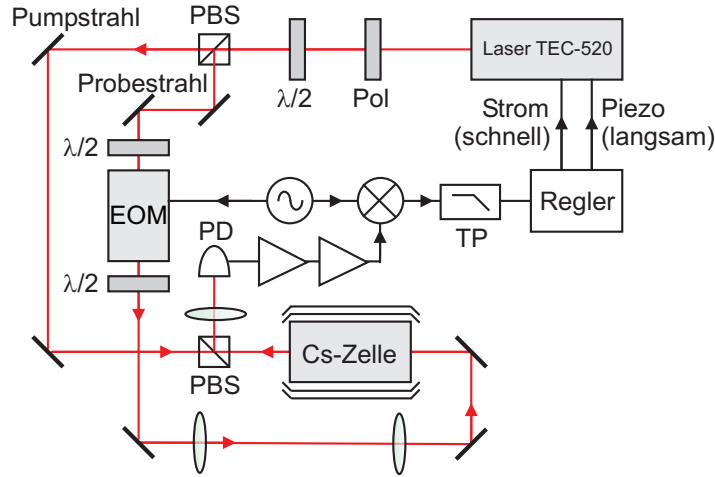 Pumpstrahl
PBS
Laser TEC-520
Probestrahl
λ/2
Pol
Strom
(schnell)
Piezo
(langsam)
λ/2
EOM
PD
TP
Regler
λ/2
Cs-Zelle
PBS